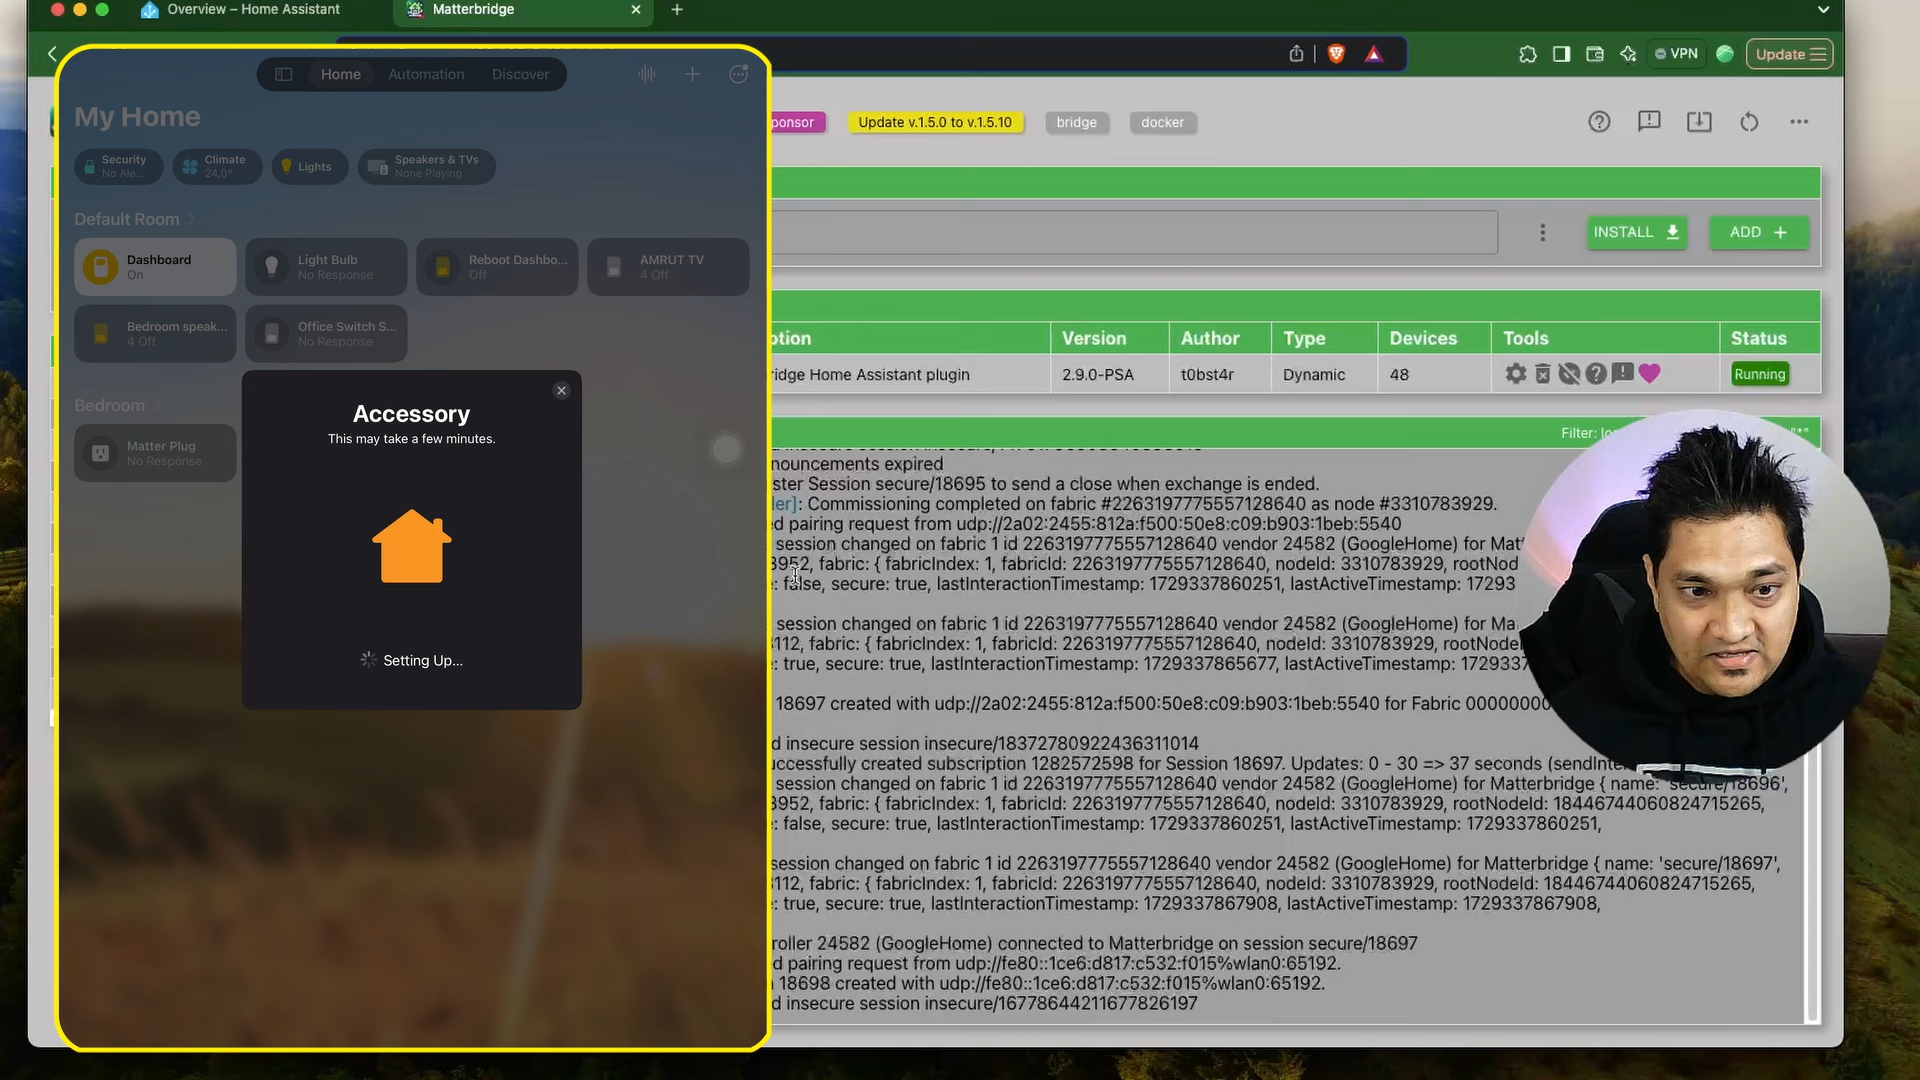 Overview – Home Assistant
Matterbridge
VPN
Update
Home
Automation
Discover
My Home
Security
No Ale...
Climate
24,0°
Lights
Speakers & TVs
None Playing
Default Room
Dashboard
On
Light Bulb
No Response
Reboot Dashbo...
Off
AMRUT TV
4 Off
Bedroom speak...
4 Off
Office Switch S...
No Response
Bedroom
Matter Plug
No Response
Accessory
This may take a few minutes.
Setting Up...
ponsor
Update v.1.5.0 to v.1.5.10
bridge
docker
INSTALL
ADD
ption Version Author Type Devices Tools Status
ridge Home Assistant plugin 2.9.0-PSA t0bst4r Dynamic 48 Running
Filter:
nouncements expired
ster Session secure/18695 to send a close when exchange is ended.
ler]: Commissioning completed on fabric #2263197775557128640 as node #3310783929.
d pairing request from udp://2a02:2455:812a:f500:50e8:c09:b903:1beb:5540
session changed on fabric 1 id 2263197775557128640 vendor 24582 (GoogleHome) for Matt
3952, fabric: { fabricIndex: 1, fabricId: 2263197775557128640, nodeId: 3310783929, rootNod
: false, secure: true, lastInteractionTimestamp: 1729337860251, lastActiveTimestamp: 17293
session changed on fabric 1 id 2263197775557128640 vendor 24582 (GoogleHome) for Ma
3112, fabric: { fabricIndex: 1, fabricId: 2263197775557128640, nodeId: 3310783929, rootN
: true, secure: true, lastInteractionTimestamp: 1729337865677, lastActiveTimestamp: 172933
18697 created with udp://2a02:2455:812a:f500:50e8:c09:b903:1beb:5540 for Fabric 00000000
d insecure session insecure/18372780922436311014
uccessfully created subscription 1282572598 for Session 18697. Updates: 0 - 30 => 37 seconds (sendInte
session changed on fabric 1 id 2263197775557128640 vendor 24582 (GoogleHome) for Matterbridge { name: 'secure/18696',
3952, fabric: { fabricIndex: 1, fabricId: 2263197775557128640, nodeId: 3310783929, rootNodeId: 18446744060824715265,
: false, secure: true, lastInteractionTimestamp: 1729337860251, lastActiveTimestamp: 1729337860251,
session changed on fabric 1 id 2263197775557128640 vendor 24582 (GoogleHome) for Matterbridge { name: 'secure/18697',
3112, fabric: { fabricIndex: 1, fabricId: 2263197775557128640, nodeId: 3310783929, rootNodeId: 18446744060824715265,
: true, secure: true, lastInteractionTimestamp: 1729337867908, lastActiveTimestamp: 1729337867908,
roller 24582 (GoogleHome) connected to Matterbridge on session secure/18697
d pairing request from udp://fe80::1ce6:d817:c532:f015%wlan0:65192.
18698 created with udp://fe80::1ce6:d817:c532:f015%wlan0:65192.
d insecure session insecure/16778644211677826197